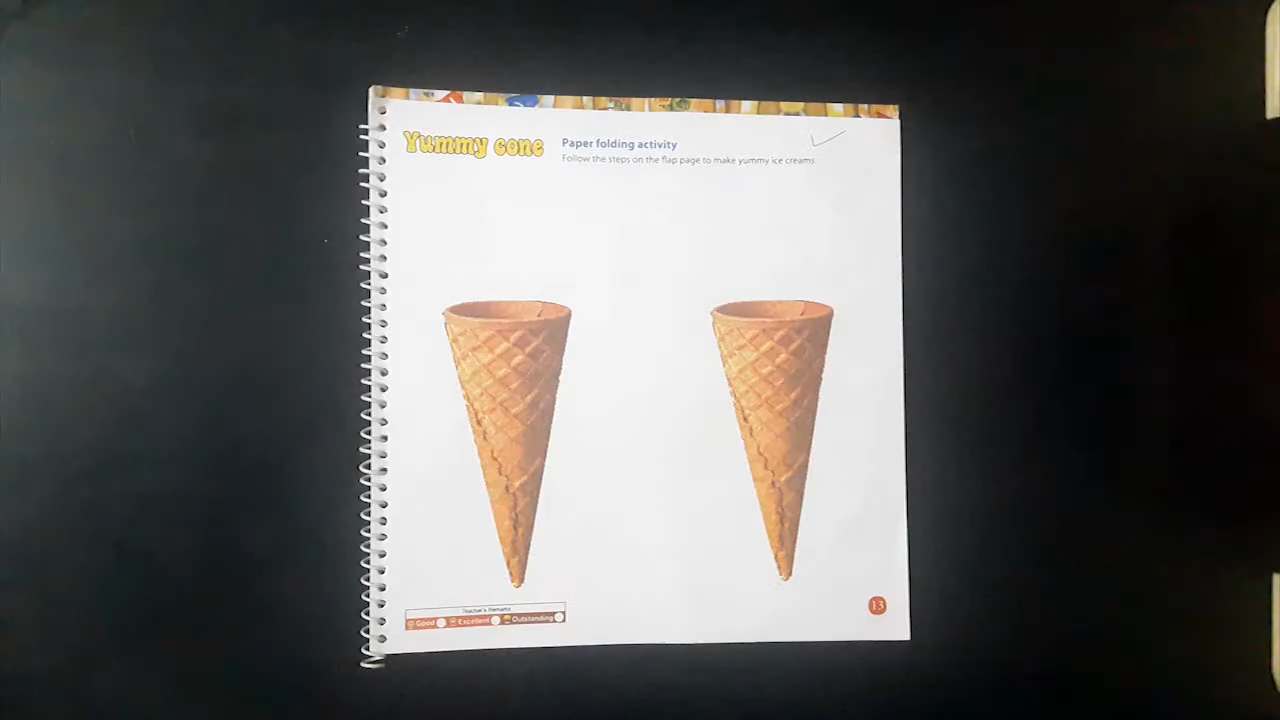 Yummy cone
Paper folding activity
Follow the steps on the flap page to make yummy ice creams.
Teacher's Remarks
Good Excellent Outstanding
13